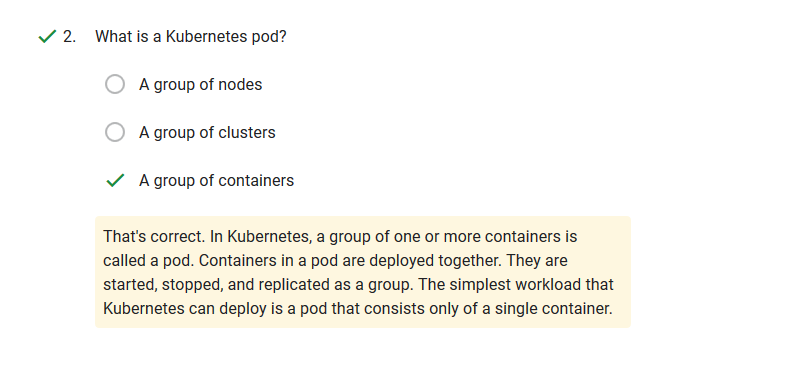 2. What is a Kubernetes pod?
A group of nodes
A group of clusters
A group of containers
That's correct. In Kubernetes, a group of one or more containers is
called a pod. Containers in a pod are deployed together. They are
started, stopped, and replicated as a group. The simplest workload that
Kubernetes can deploy is a pod that consists only of a single container.